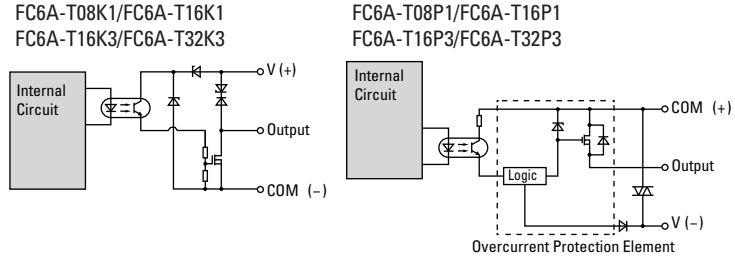 FC6A-T08K1/FC6A-T16K1
FC6A-T16K3/FC6A-T32K3
Internal
Circuit
V (+)
Output
COM (−)
FC6A-T08P1/FC6A-T16P1
FC6A-T16P3/FC6A-T32P3
Internal
Circuit
COM (+)
Output
Logic
V (−)
Overcurrent Protection Element